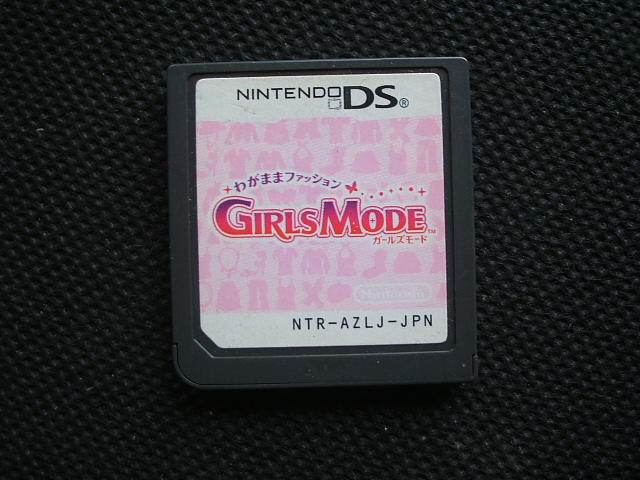 NINTENDO DS®
わがままファッション
GIRLS MODE™
ガールズモード
Nintendo
NTR-AZLJ-JPN